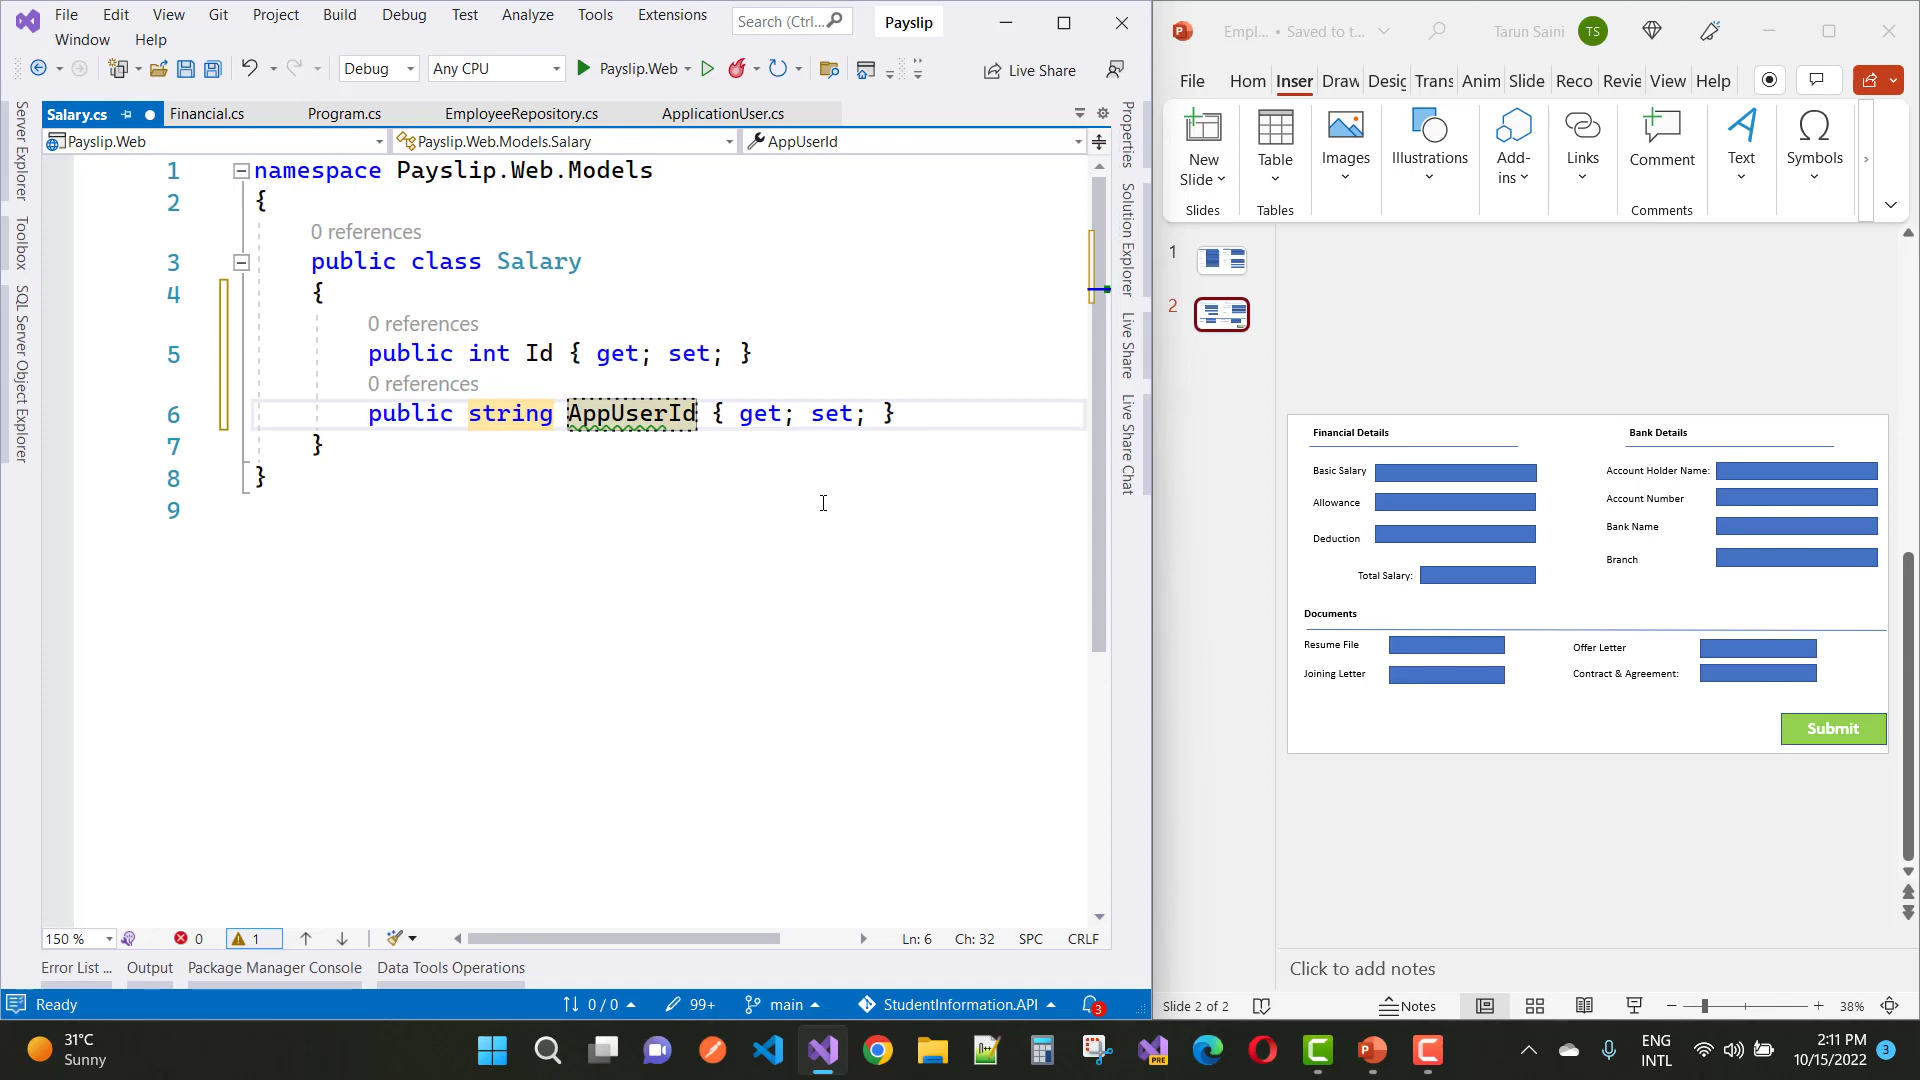 File Edit View Git Project Build Debug Test Analyze Tools Extensions
Search (Ctrl...
Payslip
Window Help
Debug
Any CPU
Payslip.Web
Live Share
Salary.cs
Financial.cs
Program.cs
EmployeeRepository.cs
ApplicationUser.cs
Payslip.Web
Payslip.Web.Models.Salary
AppUserId
Server Explorer
Toolbox
SQL Server Object Explorer
1 namespace Payslip.Web.Models
2 {
0 references
3 public class Salary
4 {
0 references
5 public int Id { get; set; }
0 references
6 public string AppUserId { get; set; }
7 }
8 }
9
Properties
Solution Explorer
Live Share
Live Share Chat
150 %
0
1
Ln: 6 Ch: 32 SPC CRLF
Error List ... Output Package Manager Console Data Tools Operations
Ready
0 / 0
99+
main
StudentInformation.API
3
Empl... • Saved to t...
Tarun Saini
TS
File Hom Inser Draw Desig Trans Anim Slide Reco Revie View Help
New
Slide
Table
Images
Illustrations
Add-
ins
Links
Comment
Text
Symbols
Slides
Tables
Comments
1
2
Financial Details
Bank Details
Basic Salary
Account Holder Name:
Allowance
Account Number
Deduction
Bank Name
Branch
Total Salary:
Documents
Resume File
Offer Letter
Joining Letter
Contract & Agreement:
Submit
Click to add notes
Slide 2 of 2
Notes
38%
31°C
Sunny
PRE
ENG
INTL
2:11 PM
10/15/2022
3